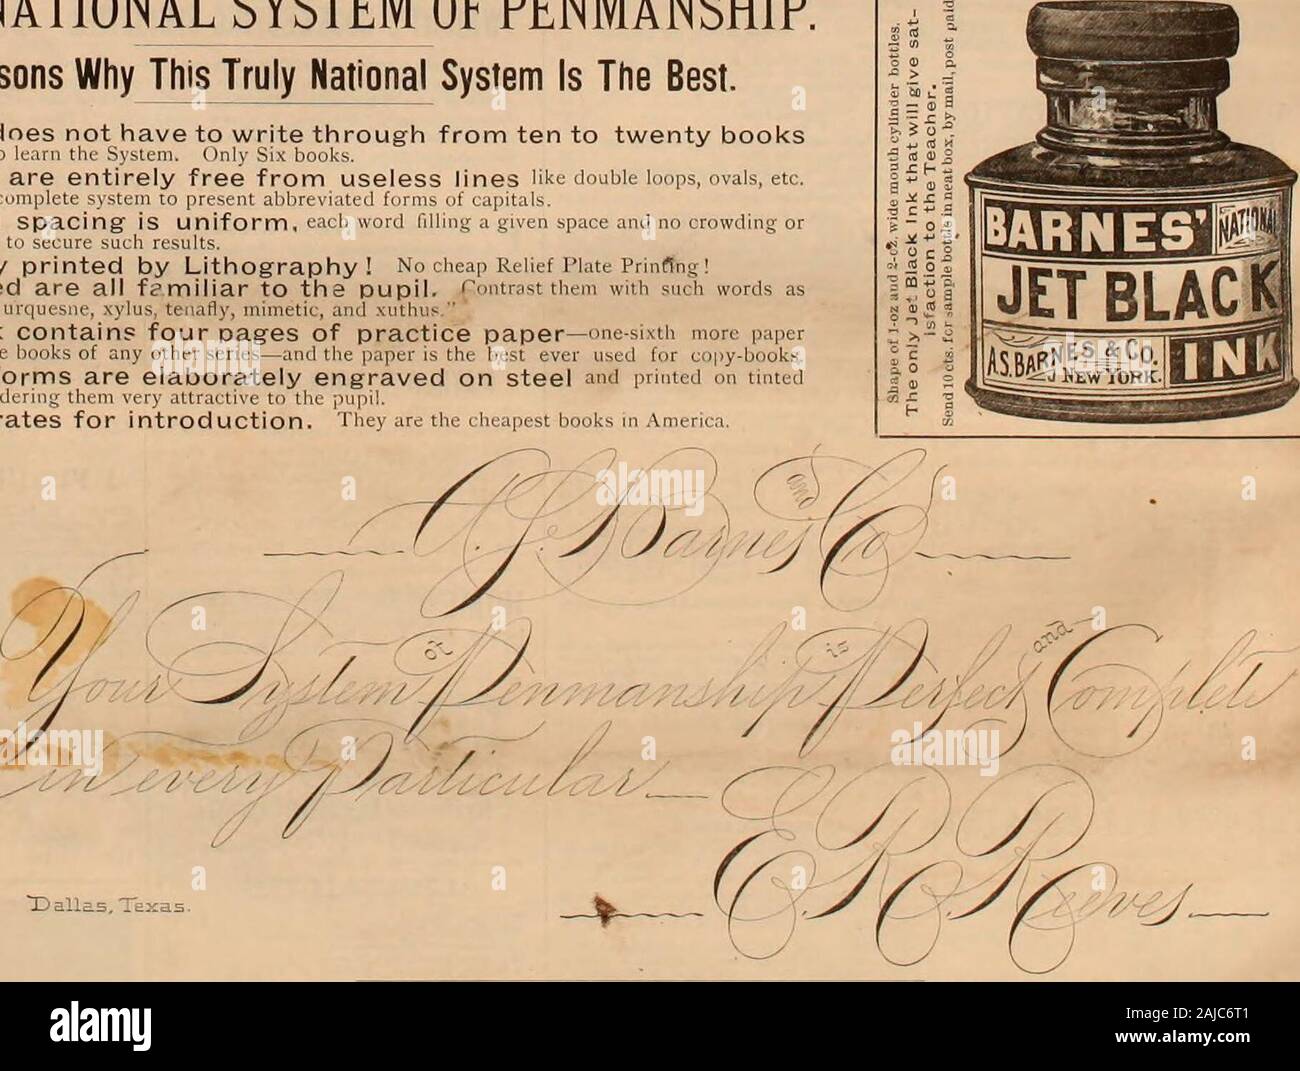 NATIONAL SYSTEM OF PENMANSHIP.
sons Why This Truly National System Is The Best.
does not have to write through from ten to twenty books
o learn the System. Only Six books.
are entirely free from useless lines like double loops, ovals, etc.
complete system to present abbreviated forms of capitals.
spacing is uniform, each word filling a given space and no crowding or
to secure such results.
y printed by Lithography! No cheap Relief Plate Printing!
ed are all familiar to the pupil. Contrast them with such words as
urquesne, xylus, tenafly, mimetic, and xuthus."
k contains four pages of practice paper—one-sixth more paper
e books of any other series—and the paper is the best ever used for copy-books.
orms are elaborately engraved on steel and printed on tinted
dering them very attractive to the pupil.
rates for introduction. They are the cheapest books in America.
Shape of 1-oz and 2-oz. wide mouth cylinder bottles.
The only Jet Black Ink that will give sat-
isfaction to the Teacher.
Send 10 cts. for sample bottle in neat box, by mail, post paid
BARNES' NATIONAL
JET BLACK
A.S. BARNES & Co.
NEW YORK.
INK
A. S. Barnes and Co
Your System of Penmanship is Perfect and Complete
in every Particular—
E. R. Reeves
Dallas, Texas.
alamy
Image ID: 2AJC6T1
www.alamy.com